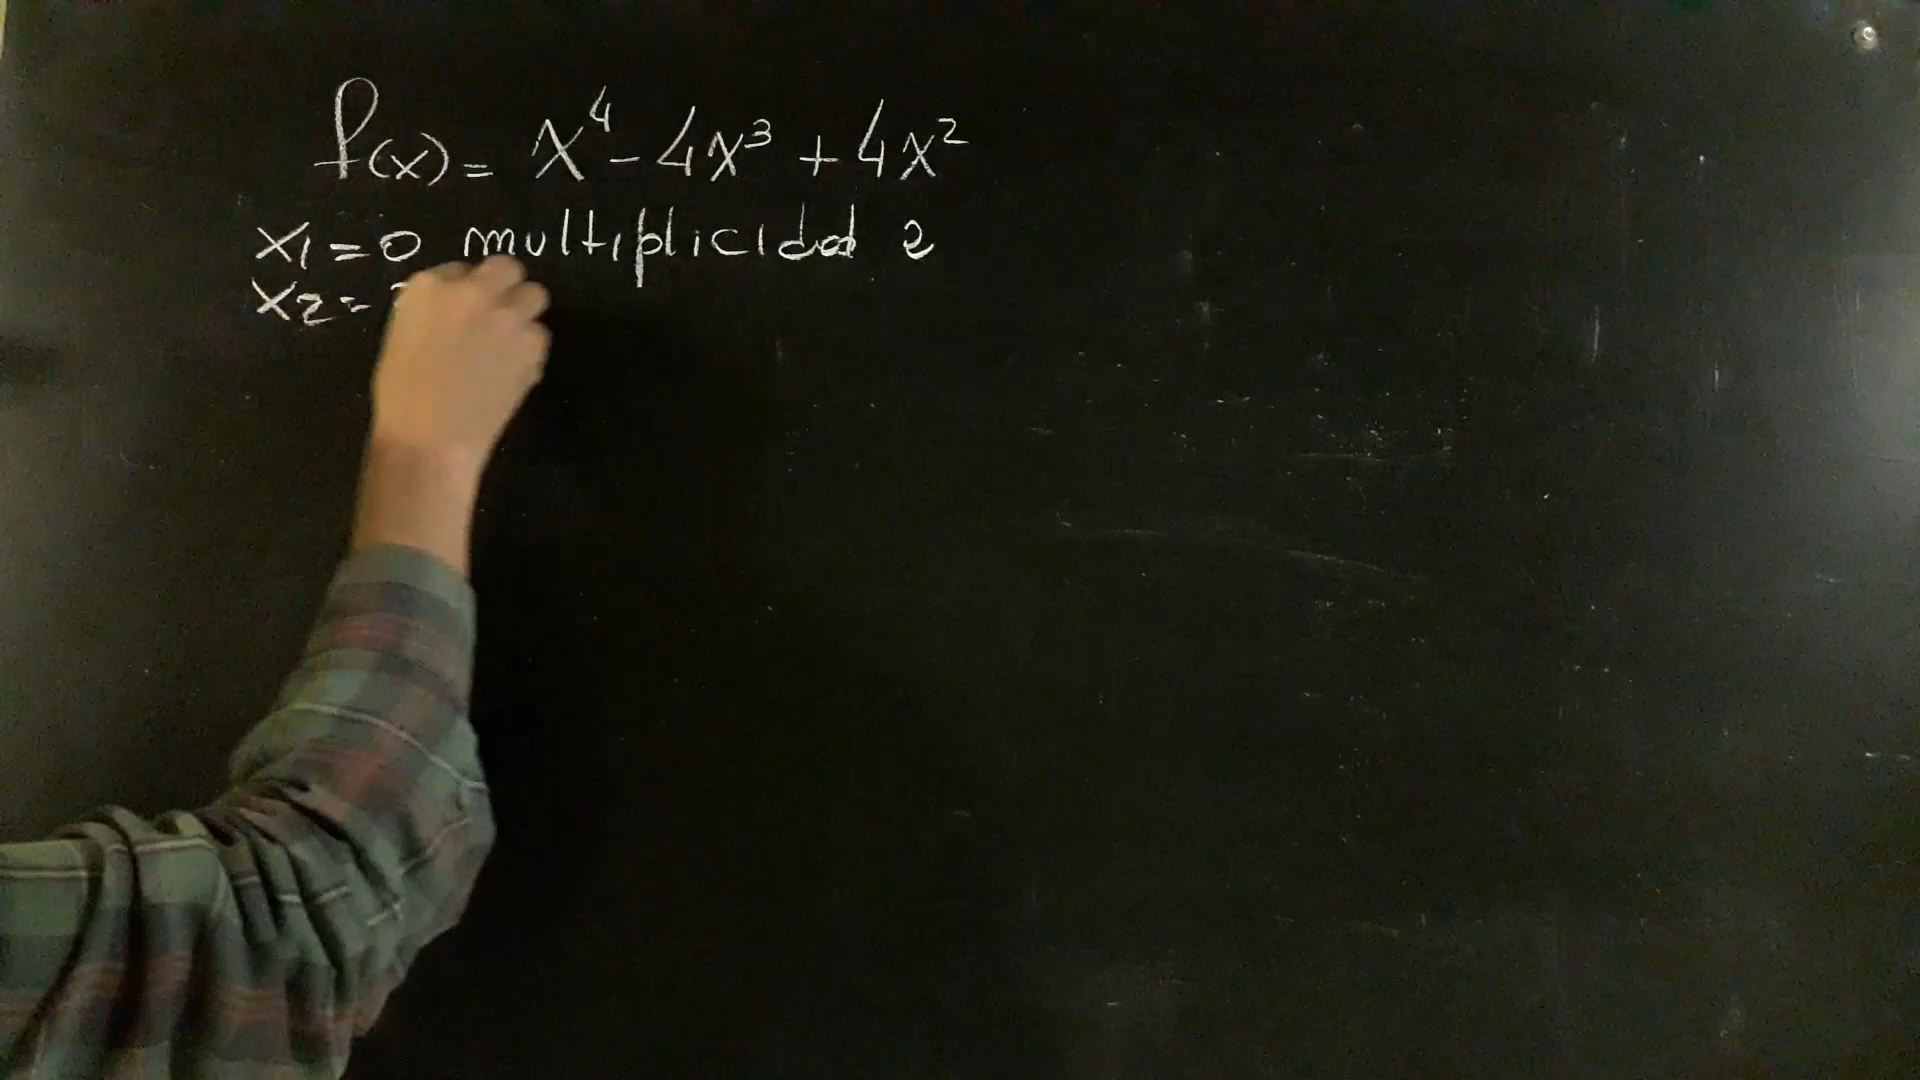 f(x) = x⁴ - 4x³ + 4x²
x1 = 0 multiplicidad 2
x2 =